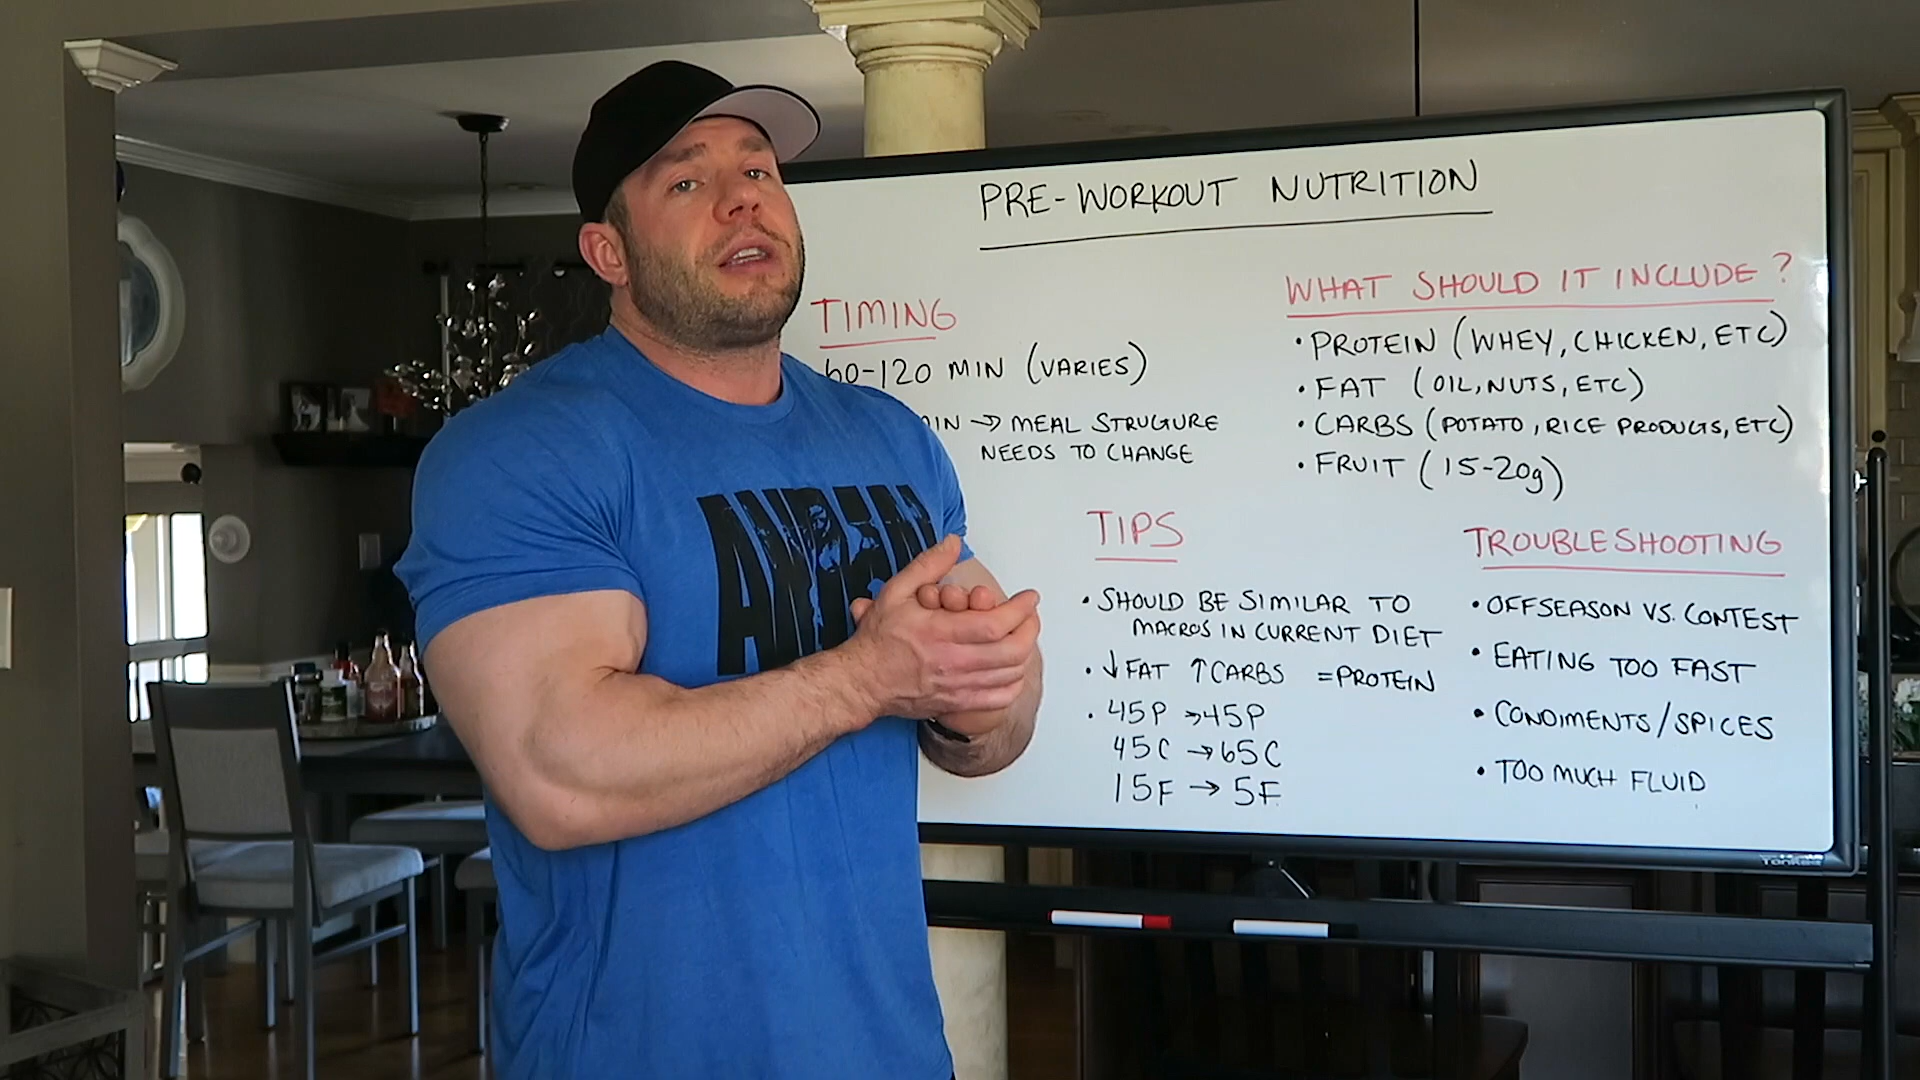 PRE-WORKOUT NUTRITION
TIMING
60-120 MIN (VARIES)
→ MEAL STRUCTURE
NEEDS TO CHANGE
WHAT SHOULD IT INCLUDE?
• PROTEIN (WHEY, CHICKEN, ETC)
• FAT (OIL, NUTS, ETC)
• CARBS (POTATO, RICE PRODUCTS, ETC)
• FRUIT (15-20g)
TIPS
• SHOULD BE SIMILAR TO
MACROS IN CURRENT DIET
• ↓ FAT ↑ CARBS = PROTEIN
• 45P → 45P
45C → 65C
15F → 5F
TROUBLESHOOTING
• OFFSEASON VS. CONTEST
• EATING TOO FAST
• CONDIMENTS/SPICES
• TOO MUCH FLUID
ANIMAL